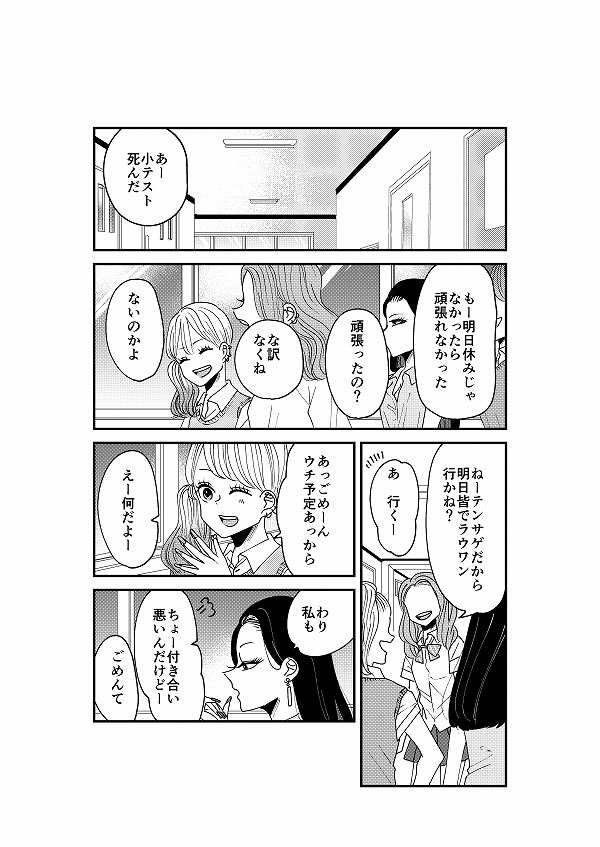 あー
小テスト
死んだ
もー明日休みじゃ
なかったら
頑張れなかった
頑張ったの？
な訳
なくね
ないのかよ
ねーテンサゲだから
明日皆でラウワン
行かね？
あ　行くー
あっごめーん
ウチ予定あっから
えー何だよー
わり
私も
ちょー付き合い
悪いんだけどー
ごめんて